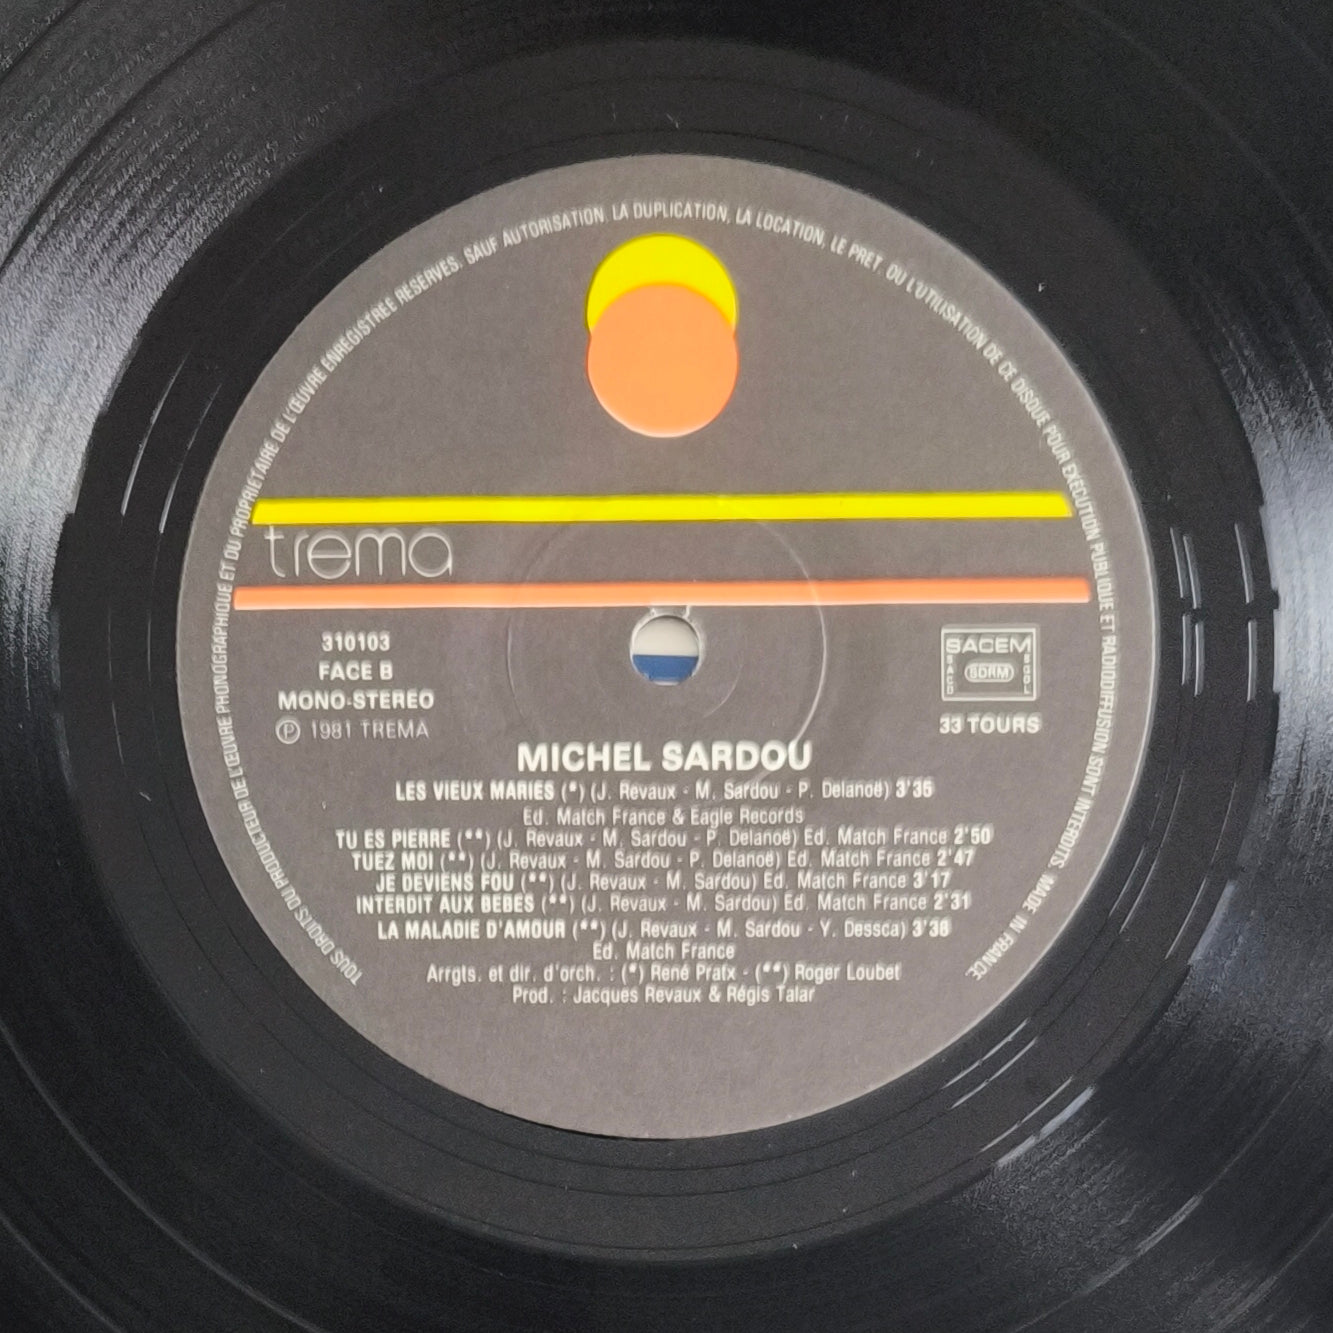 TOUS DROITS DU PRODUCTEUR DE L'ŒUVRE PHONOGRAPHIQUE ET DU PROPRIETAIRE DE L'ŒUVRE ENREGISTREE RESERVES. SAUF AUTORISATION, LA DUPLICATION, LA LOCATION, LE PRET, OU L'UTILISATION DE CE DISQUE POUR EXECUTION PUBLIQUE ET RADIODIFFUSION SONT INTERDITS. MADE IN FRANCE.
trema
310103
FACE B
MONO-STEREO
℗ 1981 TREMA
SACEM
SACD
SDRM
SGDL
33 TOURS
MICHEL SARDOU
LES VIEUX MARIES (*) (J. Revaux - M. Sardou - P. Delanoë) 3'35
Ed. Match France & Eagle Records
TU ES PIERRE (**) (J. Revaux - M. Sardou - P. Delanoë) Ed. Match France 2'50
TUEZ MOI (**) (J. Revaux - M. Sardou - P. Delanoë) Ed. Match France 2'47
JE DEVIENS FOU (**) (J. Revaux - M. Sardou) Ed. Match France 3'17
INTERDIT AUX BEBES (**) (J. Revaux - M. Sardou) Ed. Match France 2'31
LA MALADIE D'AMOUR (**) (J. Revaux - M. Sardou - Y. Dessca) 3'38
Ed. Match France
Arrgts. et dir. d'orch. : (*) René Pratx - (**) Roger Loubet
Prod. : Jacques Revaux & Régis Talar